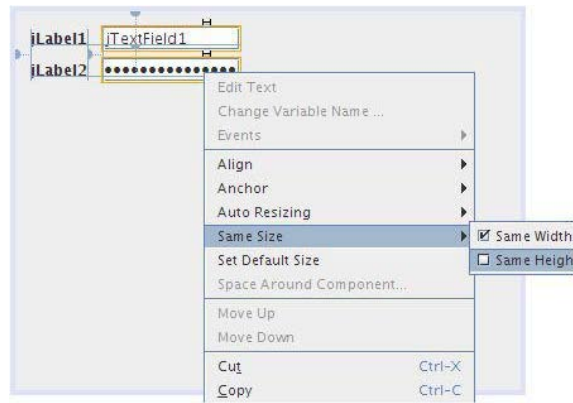 jLabel1 jTextField1
jLabel2
Edit Text
Change Variable Name ...
Events
Align
Anchor
Auto Resizing
Same Size
Same Width
Same Heigh
Set Default Size
Space Around Component...
Move Up
Move Down
Cut Ctrl-X
Copy Ctrl-C